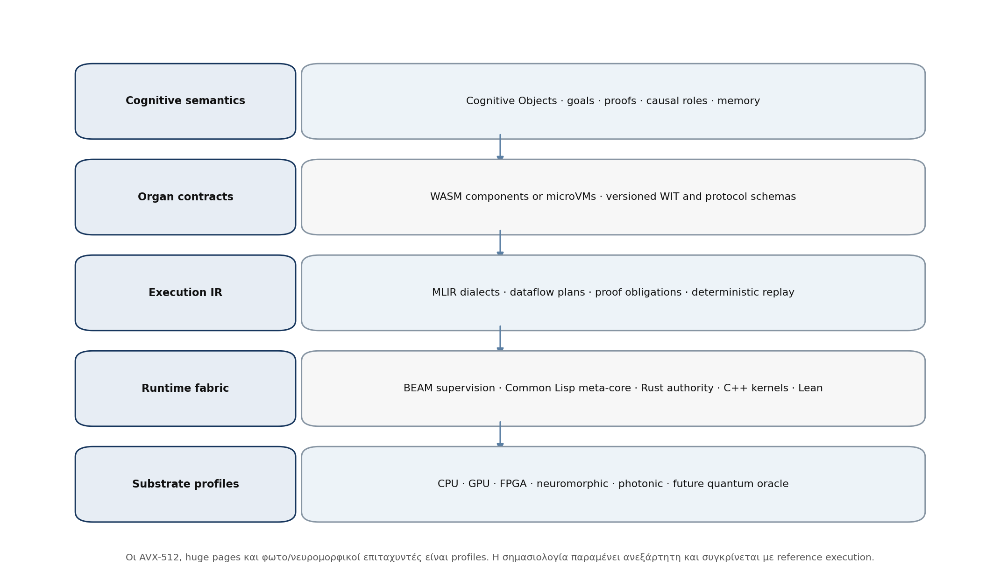 Cognitive semantics
Cognitive Objects · goals · proofs · causal roles · memory
Organ contracts
WASM components or microVMs · versioned WIT and protocol schemas
Execution IR
MLIR dialects · dataflow plans · proof obligations · deterministic replay
Runtime fabric
BEAM supervision · Common Lisp meta-core · Rust authority · C++ kernels · Lean
Substrate profiles
CPU · GPU · FPGA · neuromorphic · photonic · future quantum oracle
Οι AVX-512, huge pages και φωτο/νευρομορφικοί επιταχυντές είναι profiles. Η σημασιολογία παραμένει ανεξάρτητη και συγκρίνεται με reference execution.